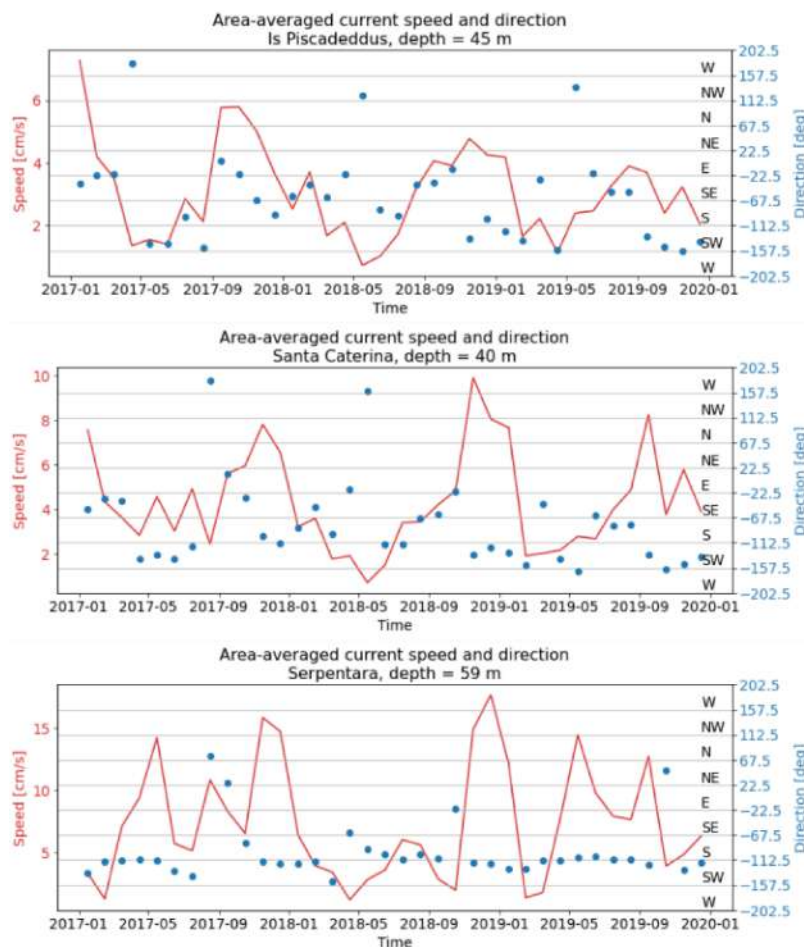 Area-averaged current speed and direction
Is Piscadeddus, depth = 45 m
Speed [cm/s]
6
4
2
W
NW
N
NE
E
SE
S
SW
W
202.5
157.5
112.5
67.5
22.5
−22.5
−67.5
−112.5
−157.5
−202.5
Direction [deg]
2017-01 2017-05 2017-09 2018-01 2018-05 2018-09 2019-01 2019-05 2019-09 2020-01
Time
Area-averaged current speed and direction
Santa Caterina, depth = 40 m
Speed [cm/s]
10
8
6
4
2
W
NW
N
NE
E
SE
S
SW
W
202.5
157.5
112.5
67.5
22.5
−22.5
−67.5
−112.5
−157.5
−202.5
Direction [deg]
2017-01 2017-05 2017-09 2018-01 2018-05 2018-09 2019-01 2019-05 2019-09 2020-01
Time
Area-averaged current speed and direction
Serpentara, depth = 59 m
Speed [cm/s]
15
10
5
W
NW
N
NE
E
SE
S
SW
W
202.5
157.5
112.5
67.5
22.5
−22.5
−67.5
−112.5
−157.5
−202.5
Direction [deg]
2017-01 2017-05 2017-09 2018-01 2018-05 2018-09 2019-01 2019-05 2019-09 2020-01
Time